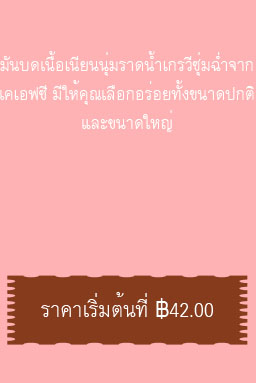 มันบดเนื้อเนียนนุ่มราดน้ำเกรวีชุ่มฉ่ำจาก
เคเอฟซี มีให้คุณเลือกอร่อยทั้งขนาดปกติ
และขนาดใหญ่
ราคาเริ่มต้นที่ ฿42.00